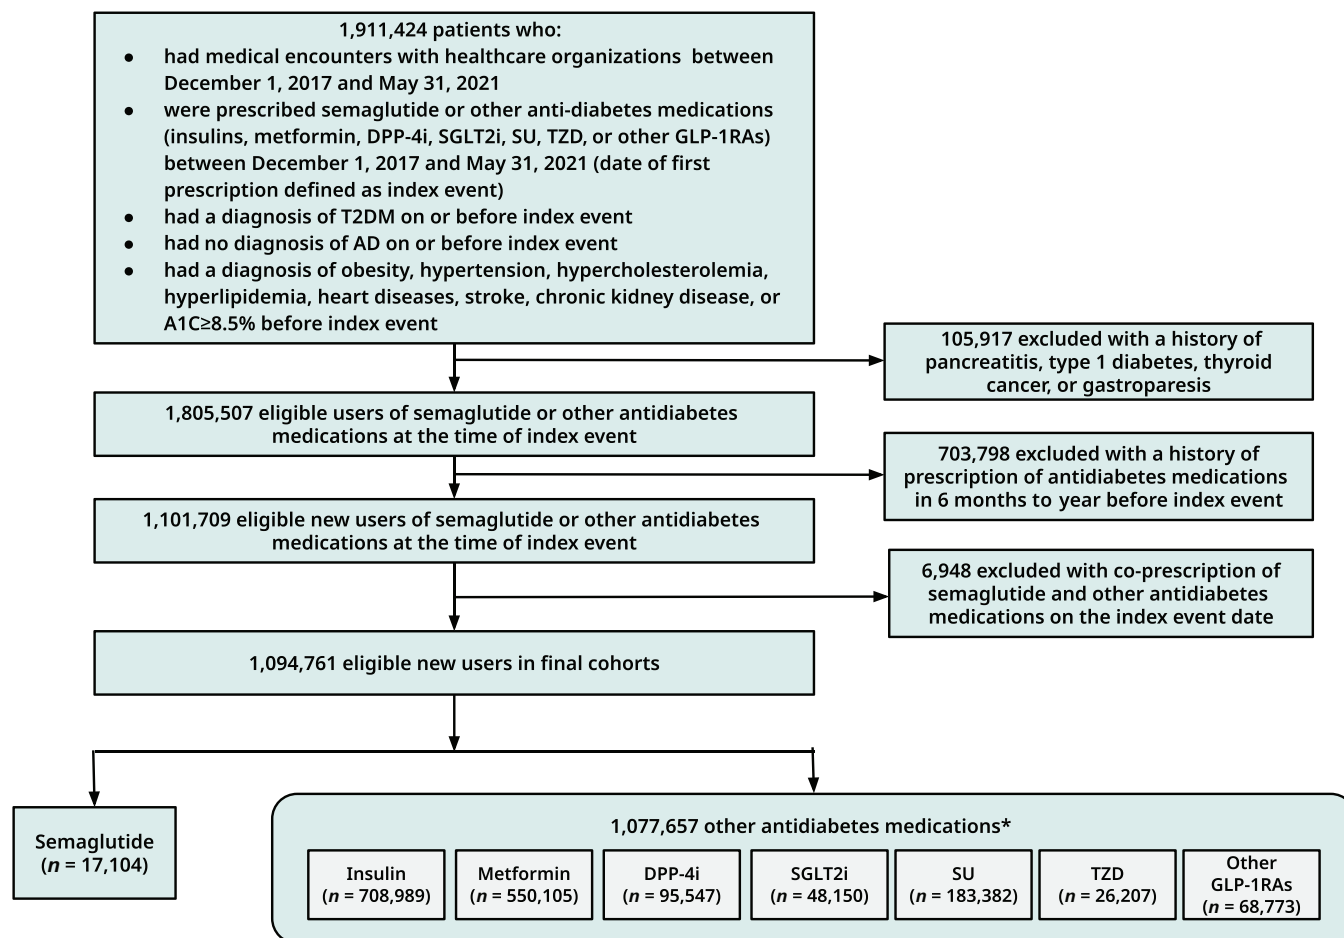 1,911,424 patients who:
● had medical encounters with healthcare organizations between
December 1, 2017 and May 31, 2021
● were prescribed semaglutide or other anti-diabetes medications
(insulins, metformin, DPP-4i, SGLT2i, SU, TZD, or other GLP-1RAs)
between December 1, 2017 and May 31, 2021 (date of first
prescription defined as index event)
● had a diagnosis of T2DM on or before index event
● had no diagnosis of AD on or before index event
● had a diagnosis of obesity, hypertension, hypercholesterolemia,
hyperlipidemia, heart diseases, stroke, chronic kidney disease, or
A1C≥8.5% before index event
105,917 excluded with a history of
pancreatitis, type 1 diabetes, thyroid
cancer, or gastroparesis
1,805,507 eligible users of semaglutide or other antidiabetes
medications at the time of index event
703,798 excluded with a history of
prescription of antidiabetes medications
in 6 months to year before index event
1,101,709 eligible new users of semaglutide or other antidiabetes
medications at the time of index event
6,948 excluded with co-prescription of
semaglutide and other antidiabetes
medications on the index event date
1,094,761 eligible new users in final cohorts
Semaglutide
(n = 17,104)
1,077,657 other antidiabetes medications*
Insulin
(n = 708,989)
Metformin
(n = 550,105)
DPP-4i
(n = 95,547)
SGLT2i
(n = 48,150)
SU
(n = 183,382)
TZD
(n = 26,207)
Other
GLP-1RAs
(n = 68,773)